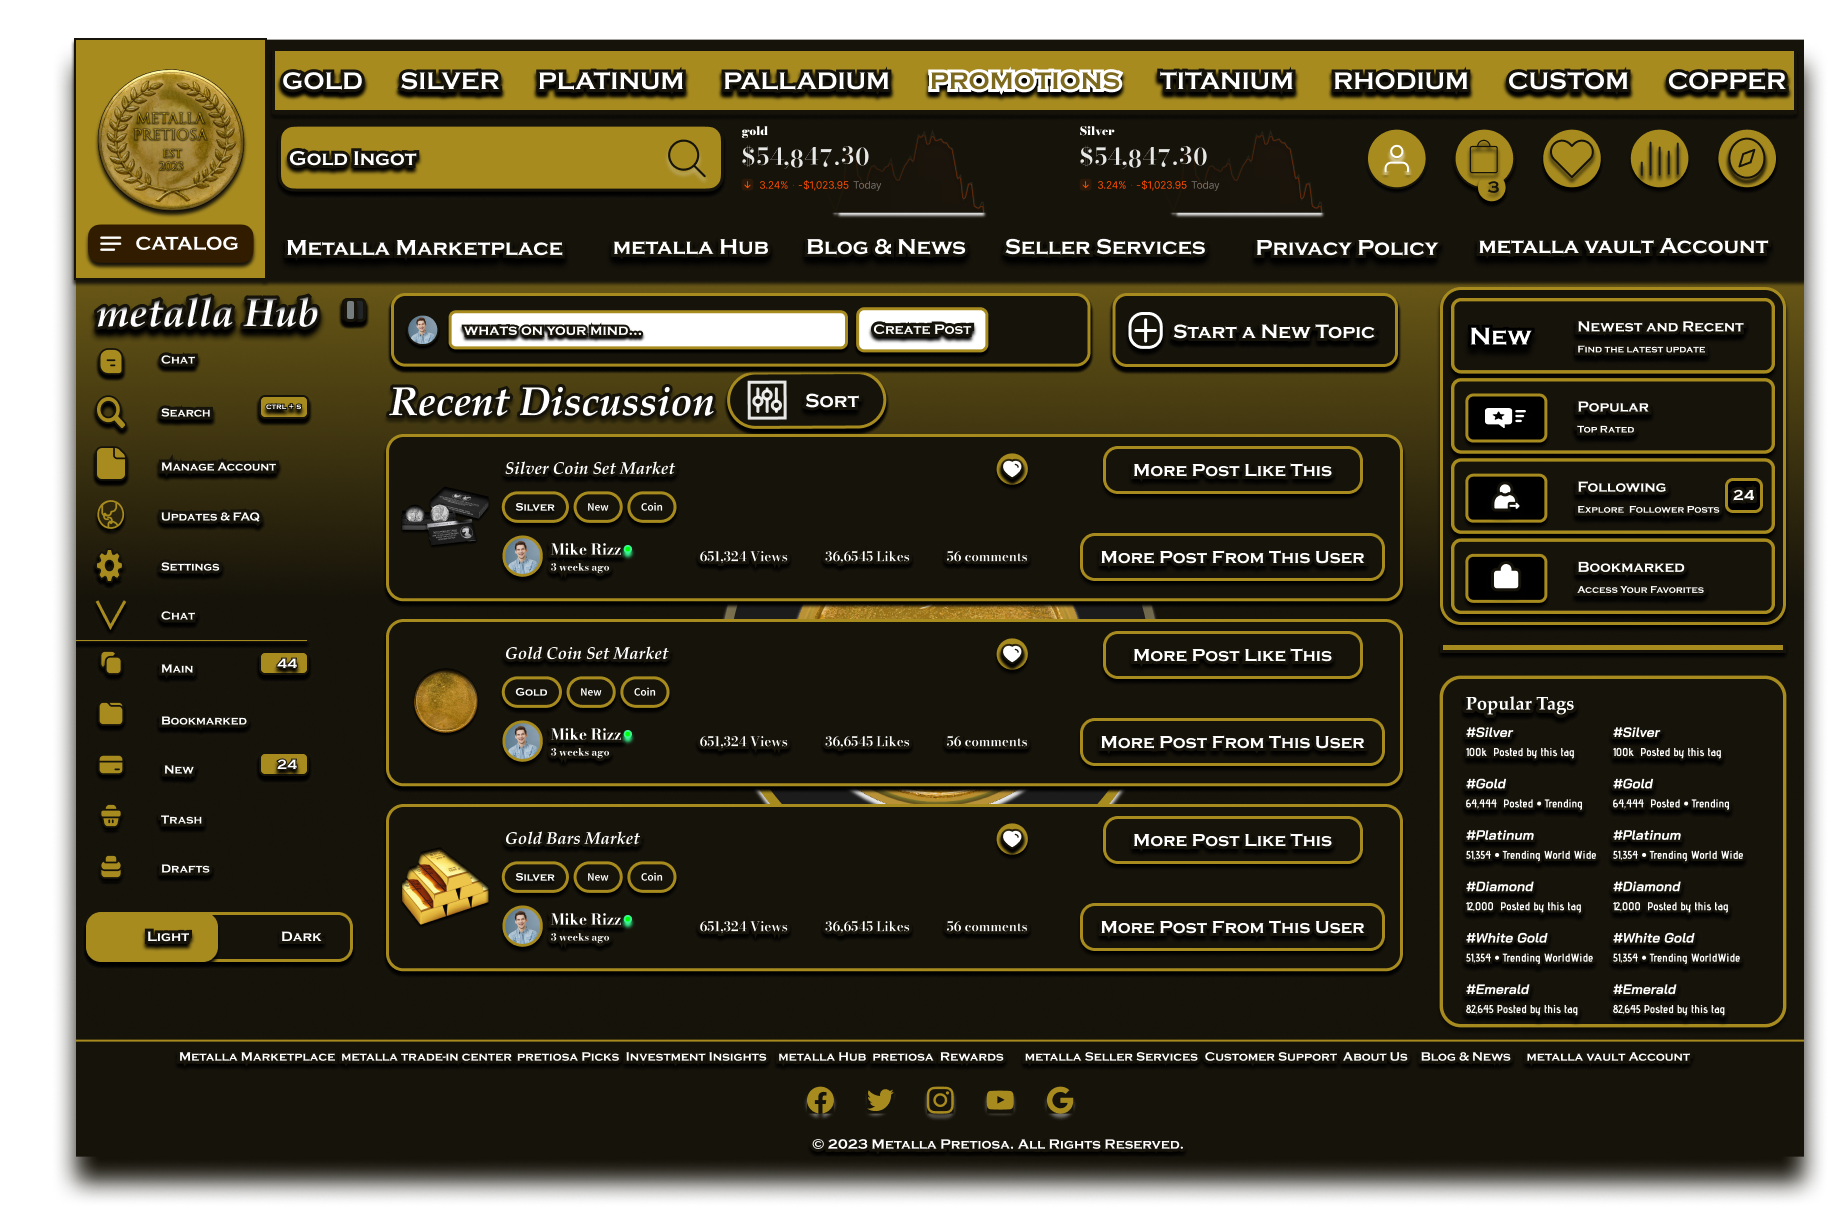 GOLD SILVER PLATINUM PALLADIUM PROMOTIONS TITANIUM RHODIUM CUSTOM COPPER
METALLA
PRETIOSA
EST
2023
CATALOG
Gold Ingot
gold
$54,847.30
3.24% -$1,023.95 Today
Silver
$54,847.30
3.24% -$1,023.95 Today
3
Metalla Marketplace metalla Hub Blog & News Seller Services Privacy Policy metalla vault Account
metalla Hub
Chat
Search CTRL + S
Manage Account
Updates & FAQ
Settings
Chat
Main 44
Bookmarked
New 24
Trash
Drafts
Light Dark
whats on your mind... Create Post
Start a New Topic
Recent Discussion Sort
Silver Coin Set Market
Silver New Coin
Mike Rizz
3 weeks ago
651,324 Views 36,6545 Likes 56 comments
More Post Like This
More Post From This User
Gold Coin Set Market
Gold New Coin
Mike Rizz
3 weeks ago
651,324 Views 36,6545 Likes 56 comments
More Post Like This
More Post From This User
Gold Bars Market
Silver New Coin
Mike Rizz
3 weeks ago
651,324 Views 36,6545 Likes 56 comments
More Post Like This
More Post From This User
New Newest and Recent
Find the latest update
Popular
Top Rated
Following 24
Explore Follower Posts
Bookmarked
Access Your Favorites
Popular Tags
#Silver #Silver
100k Posted by this tag 100k Posted by this tag
#Gold #Gold
64,444 Posted • Trending 64,444 Posted • Trending
#Platinum #Platinum
51,354 • Trending World Wide 51,354 • Trending World Wide
#Diamond #Diamond
12,000 Posted by this tag 12,000 Posted by this tag
#White Gold #White Gold
51,354 • Trending WorldWide 51,354 • Trending WorldWide
#Emerald #Emerald
82,645 Posted by this tag 82,645 Posted by this tag
Metalla Marketplace metalla trade-in center pretiosa Picks Investment Insights metalla Hub pretiosa Rewards metalla Seller Services Customer Support About Us Blog & News metalla vault Account
© 2023 Metalla Pretiosa. All Rights Reserved.